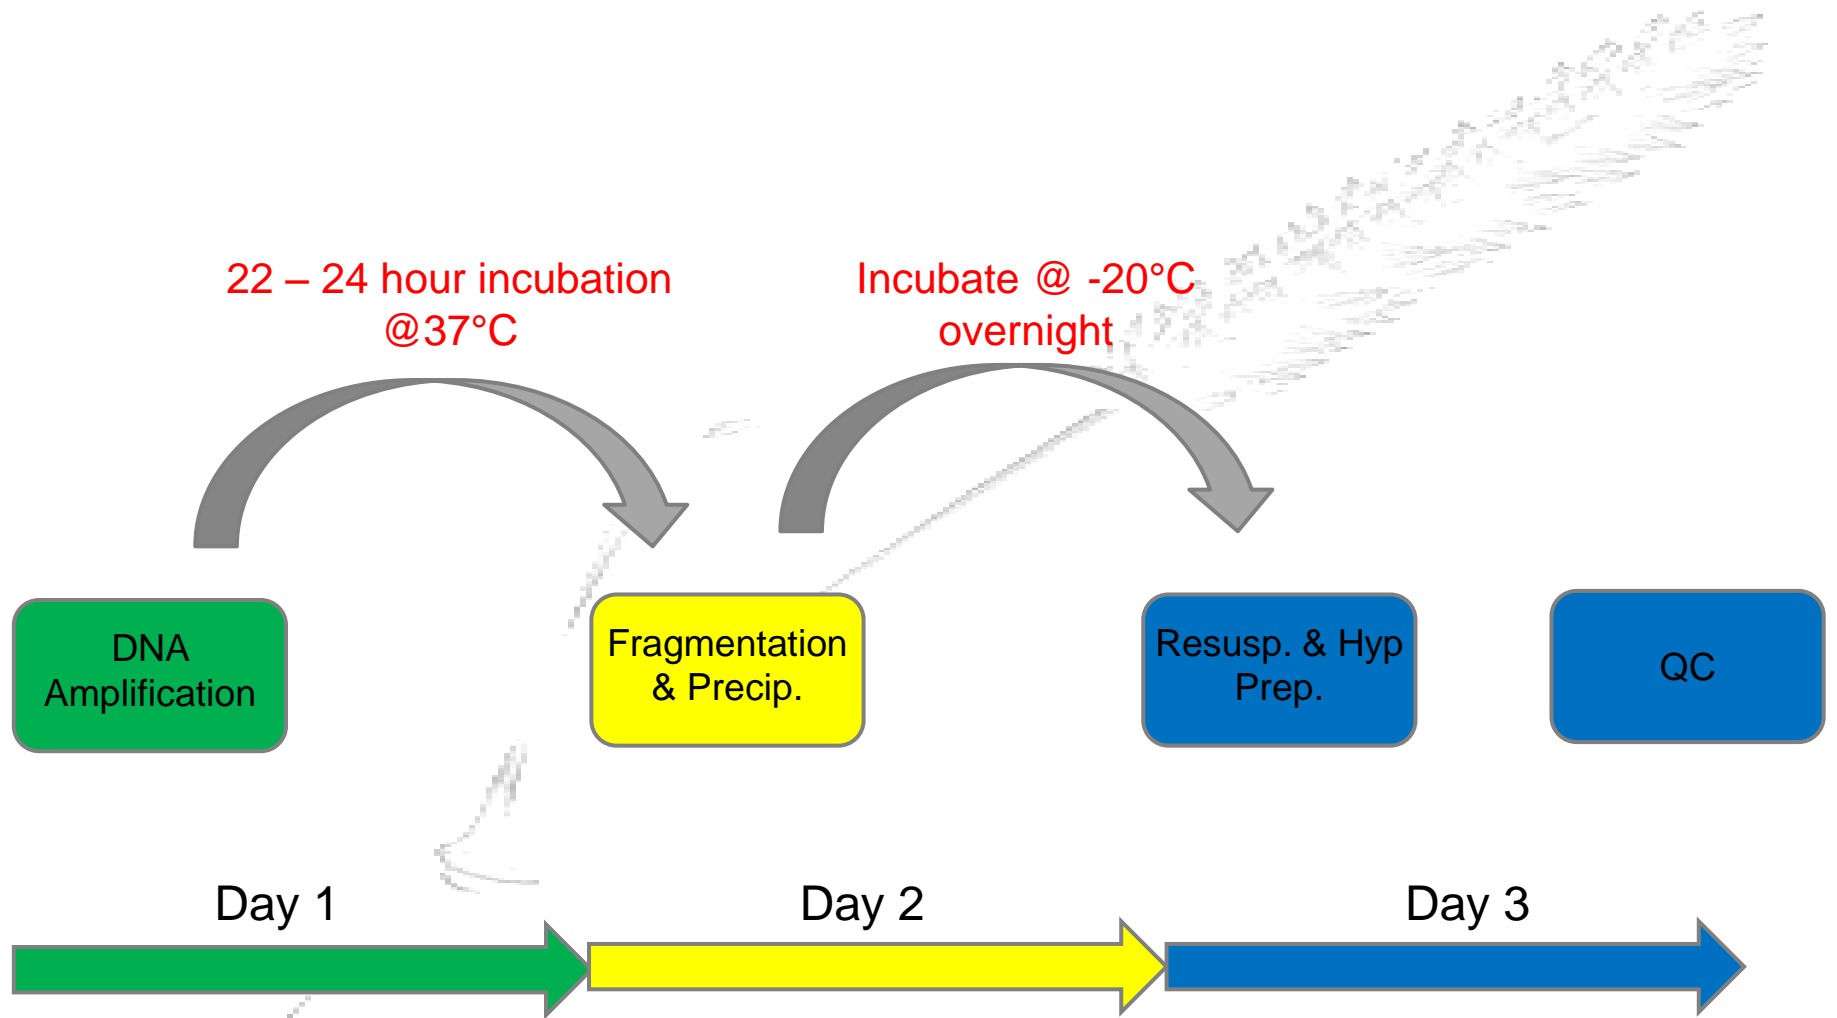 22 – 24 hour incubation
@37°C
Incubate @ -20°C
overnight
DNA
Amplification
Fragmentation
& Precip.
Resusp. & Hyp
Prep.
QC
Day 1
Day 2
Day 3